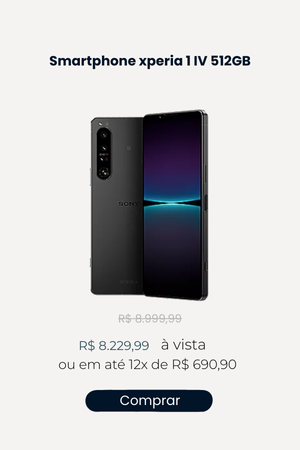 Smartphone xperia 1 IV 512GB
SONY
R$ 8.999,99
R$ 8.229,99 à vista
ou em até 12x de R$ 690,90
Comprar